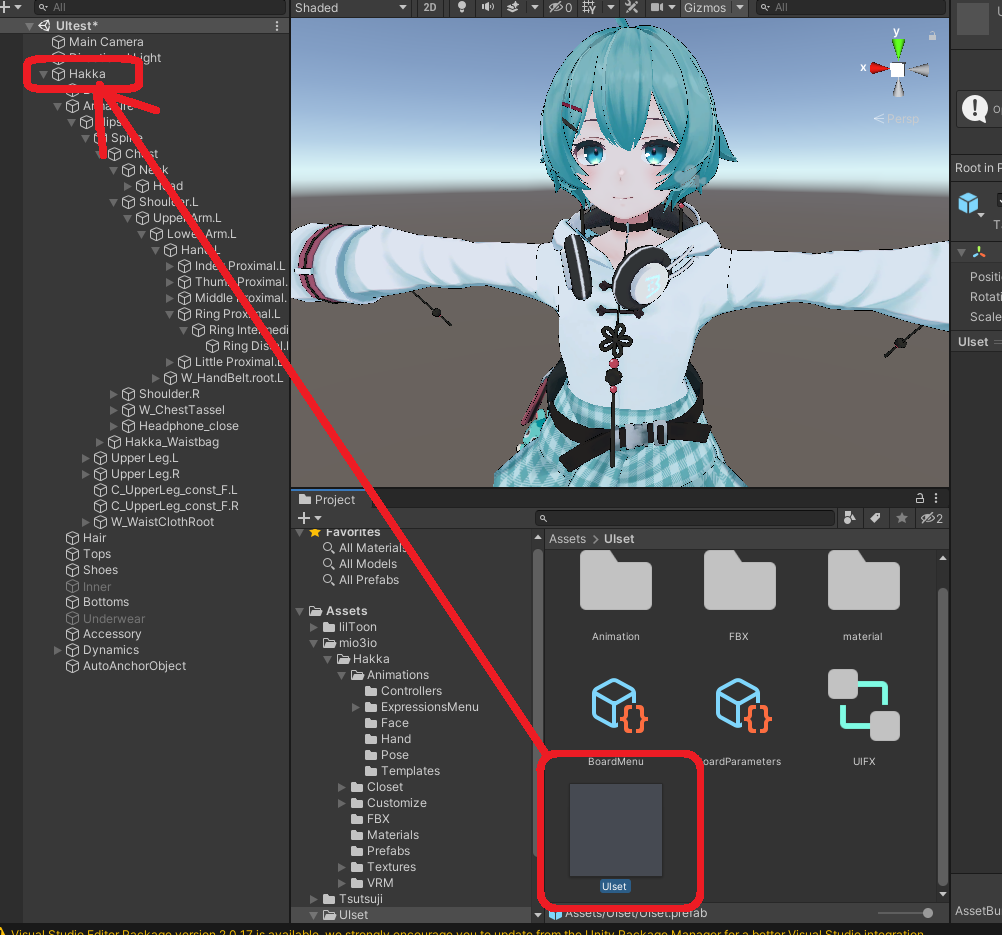 All
Shaded
2D
0
Gizmos
All
UItest*
Main Camera
Light
Hakka
Spine
Chest
Neck
Head
Shoulder.L
Upper Arm.L
Lower Arm.L
Hand.L
Index Proximal.L
Thumb Proximal.
Middle Proximal.
Ring Proximal.L
Ring Intermedi
Ring Distal.l
Little Proximal.L
W_HandBelt.root.L
Shoulder.R
W_ChestTassel
Headphone_close
Hakka_Waistbag
Upper Leg.L
Upper Leg.R
C_UpperLeg_const_F.L
C_UpperLeg_const_F.R
W_WaistClothRoot
Hair
Tops
Shoes
Inner
Bottoms
Underwear
Accessory
Dynamics
AutoAnchorObject
y
x
Persp
Root in P
Positi
Rotati
Scale
UIset
Project
2
Favorites
All Materials
All Models
All Prefabs
Assets
lilToon
mio3io
Hakka
Animations
Controllers
ExpressionsMenu
Face
Hand
Pose
Templates
Closet
Customize
FBX
Materials
Prefabs
Textures
VRM
Tsutsuji
UIset
Assets > UIset
Animation
FBX
material
BoardMenu
oardParameters
UIFX
UIset
Assets/UIset/UIset.prefab
AssetBu
Visual Studio Editor Package version 2.0.17 is available, we strongly encourage you to update from the Unity Package Manager for a better Visual Studio integration